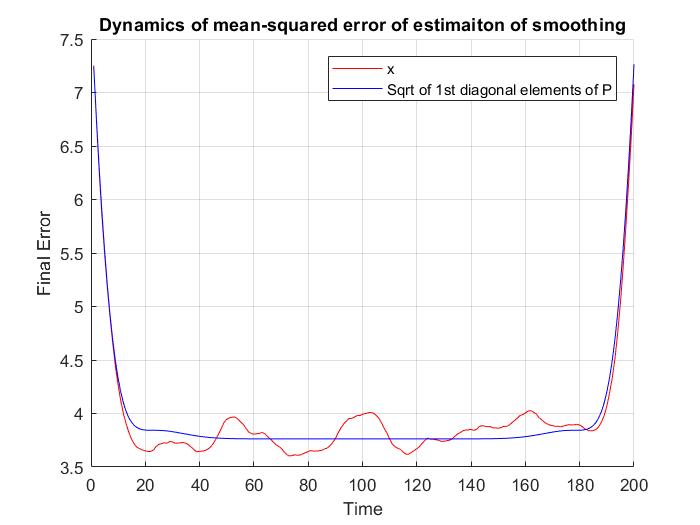 Dynamics of mean-squared error of estimaiton of smoothing
7.5
7
6.5
6
5.5
5
4.5
4
3.5
Final Error
x
Sqrt of 1st diagonal elements of P
0 20 40 60 80 100 120 140 160 180 200
Time